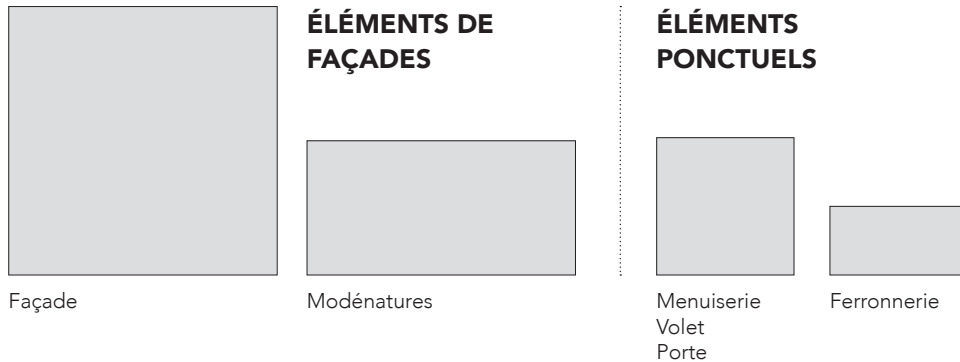 ÉLÉMENTS DE
FAÇADES
ÉLÉMENTS
PONCTUELS
Façade
Modénatures
Menuiserie
Volet
Porte
Ferronnerie